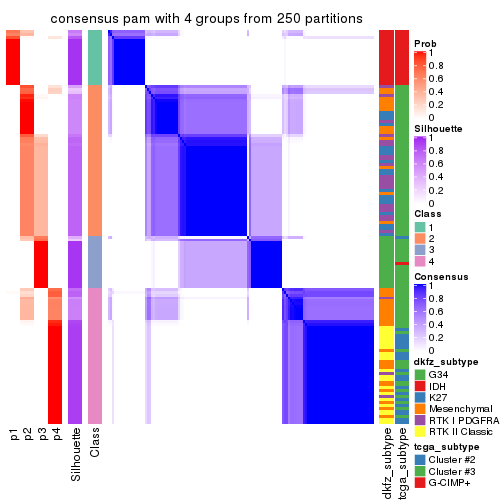 consensus pam with 4 groups from 250 partitions
Prob
1
0.8
0.6
0.4
0.2
0
Silhouette
1
0.8
0.6
0.4
0.2
0
Class
1
2
3
4
Consensus
1
0.8
0.6
0.4
0.2
0
dkfz_subtype
G34
IDH
K27
Mesenchymal
RTK I PDGFRA
RTK II Classic
tcga_subtype
Cluster #2
Cluster #3
G-CIMP+
p1
p2
p3
p4
Silhouette
Class
dkfz_subtype
tcga_subtype